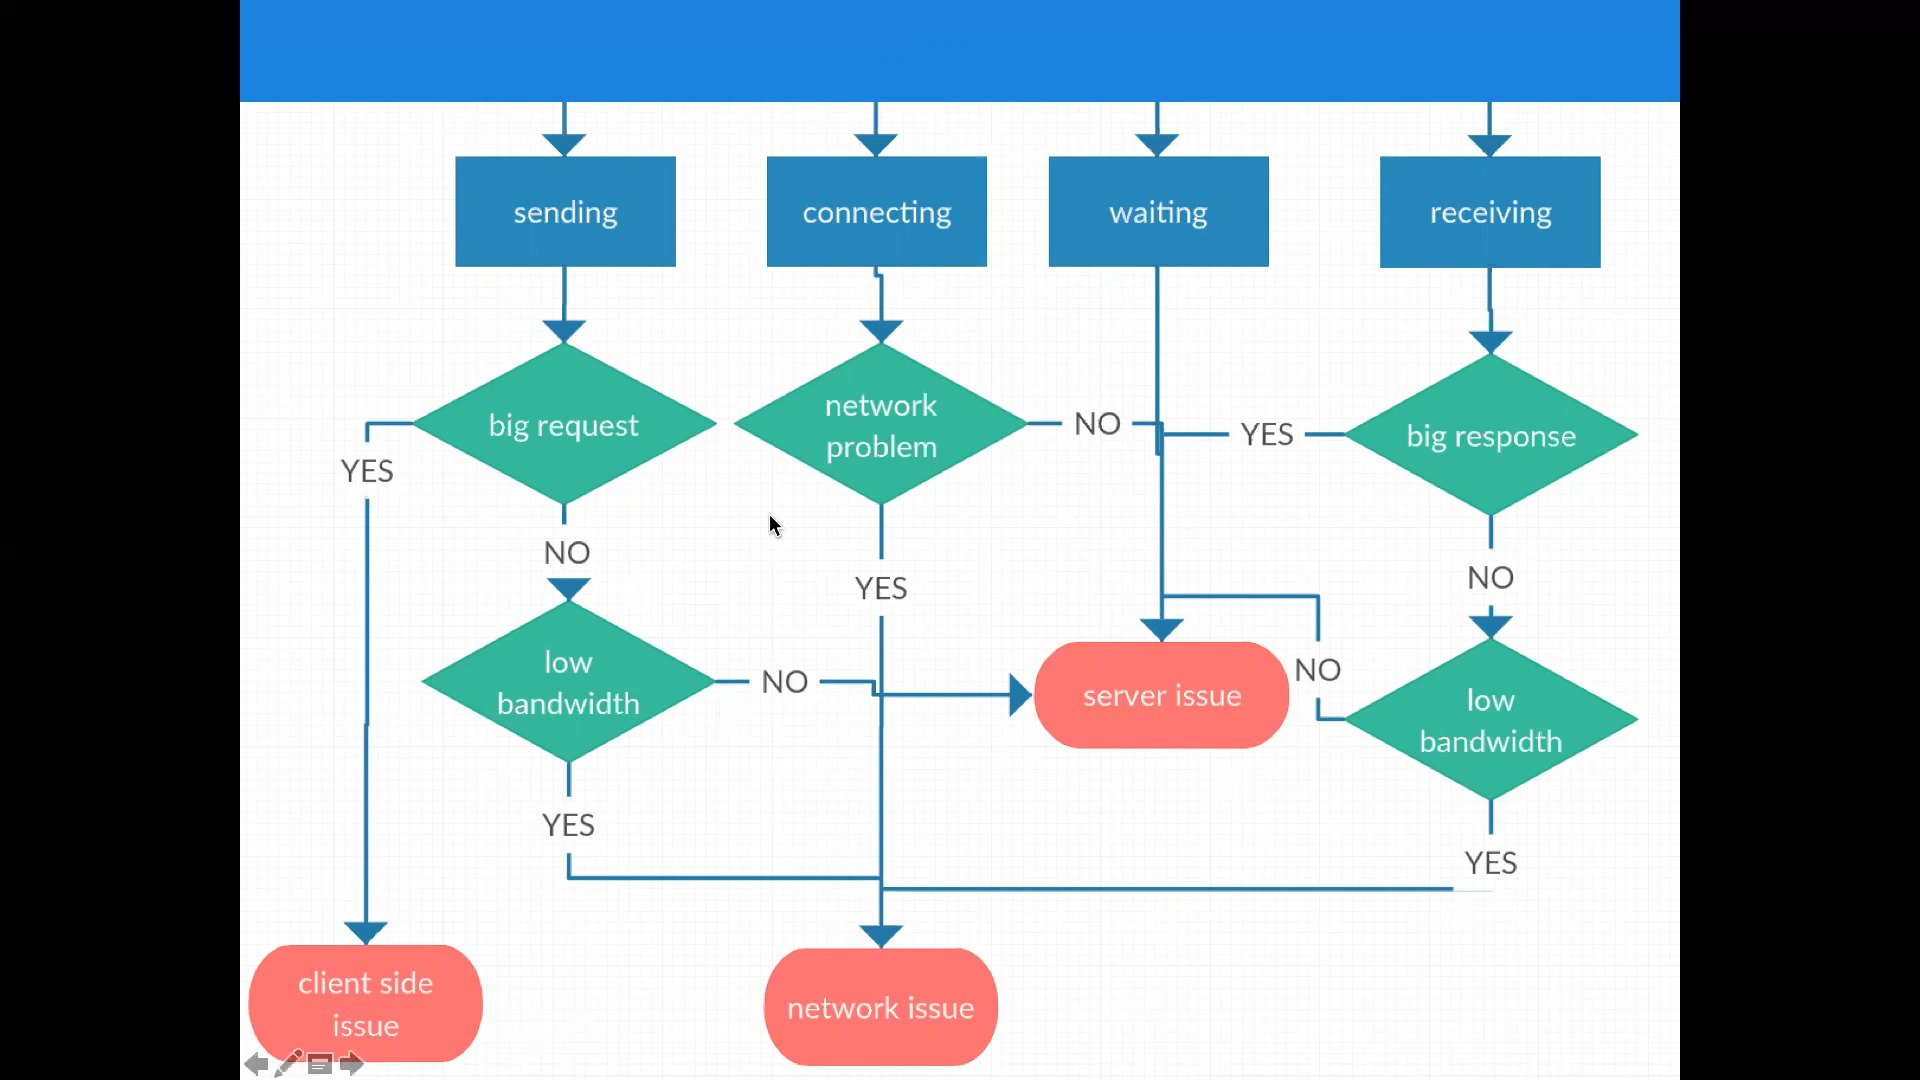 sending
connecting
waiting
receiving
big request
network
problem
NO
YES
big response
YES
NO
YES
NO
low
bandwidth
NO
server issue
NO
low
bandwidth
YES
YES
client side
issue
network issue